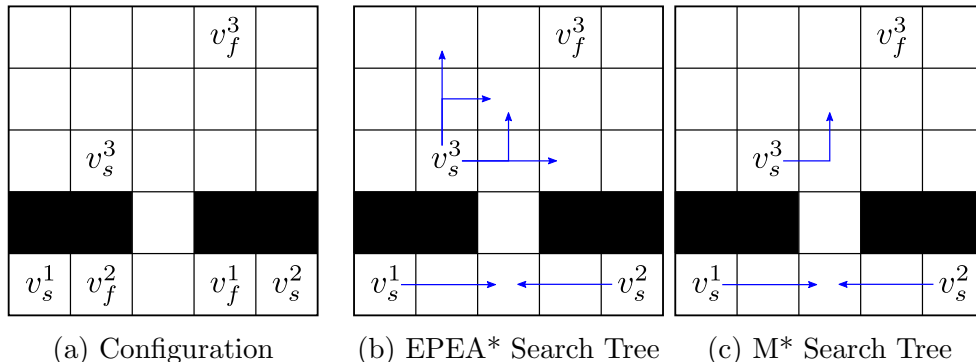 v_f^3 v_f^3 v_f^3
v_s^3 v_s^3 v_s^3
v_s^1 v_f^2 v_f^1 v_s^2 v_s^1 v_s^2 v_s^1 v_s^2
(a) Configuration (b) EPEA* Search Tree (c) M* Search Tree